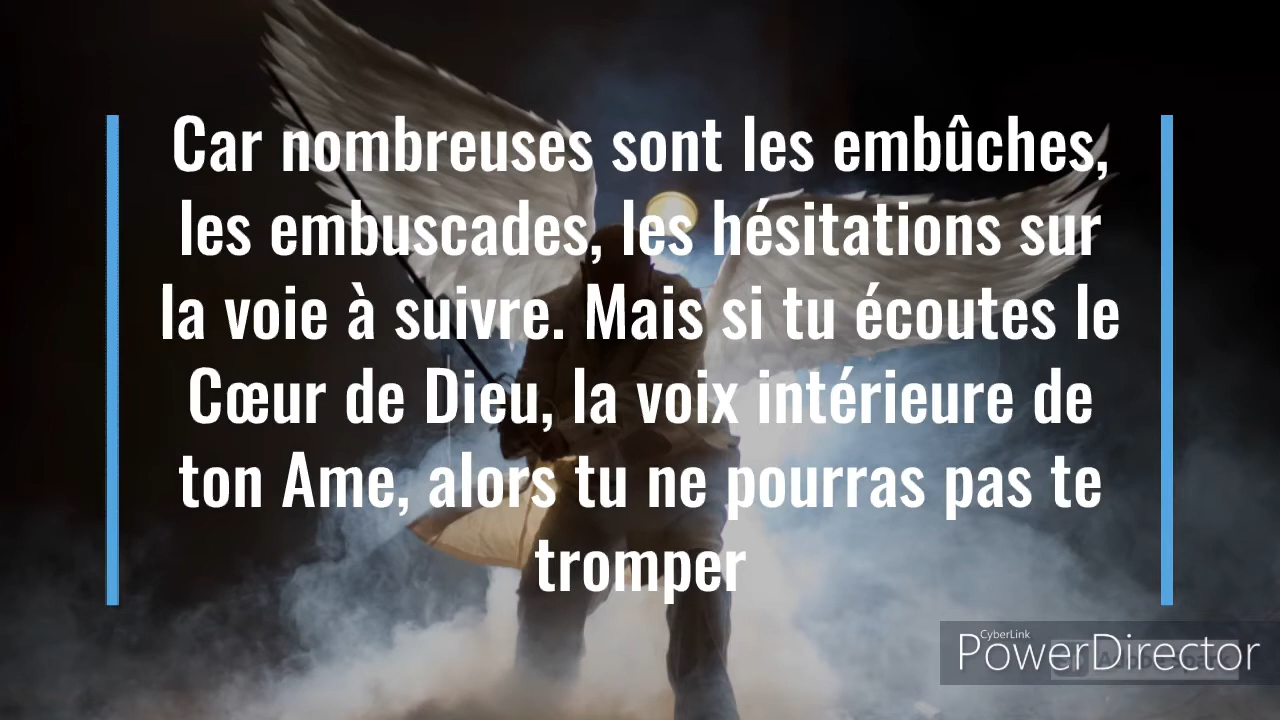 Car nombreuses sont les embûches,
les embuscades, les hésitations sur
la voie à suivre. Mais si tu écoutes le
Cœur de Dieu, la voix intérieure de
ton Ame, alors tu ne pourras pas te
tromper
CyberLink
PowerDirector